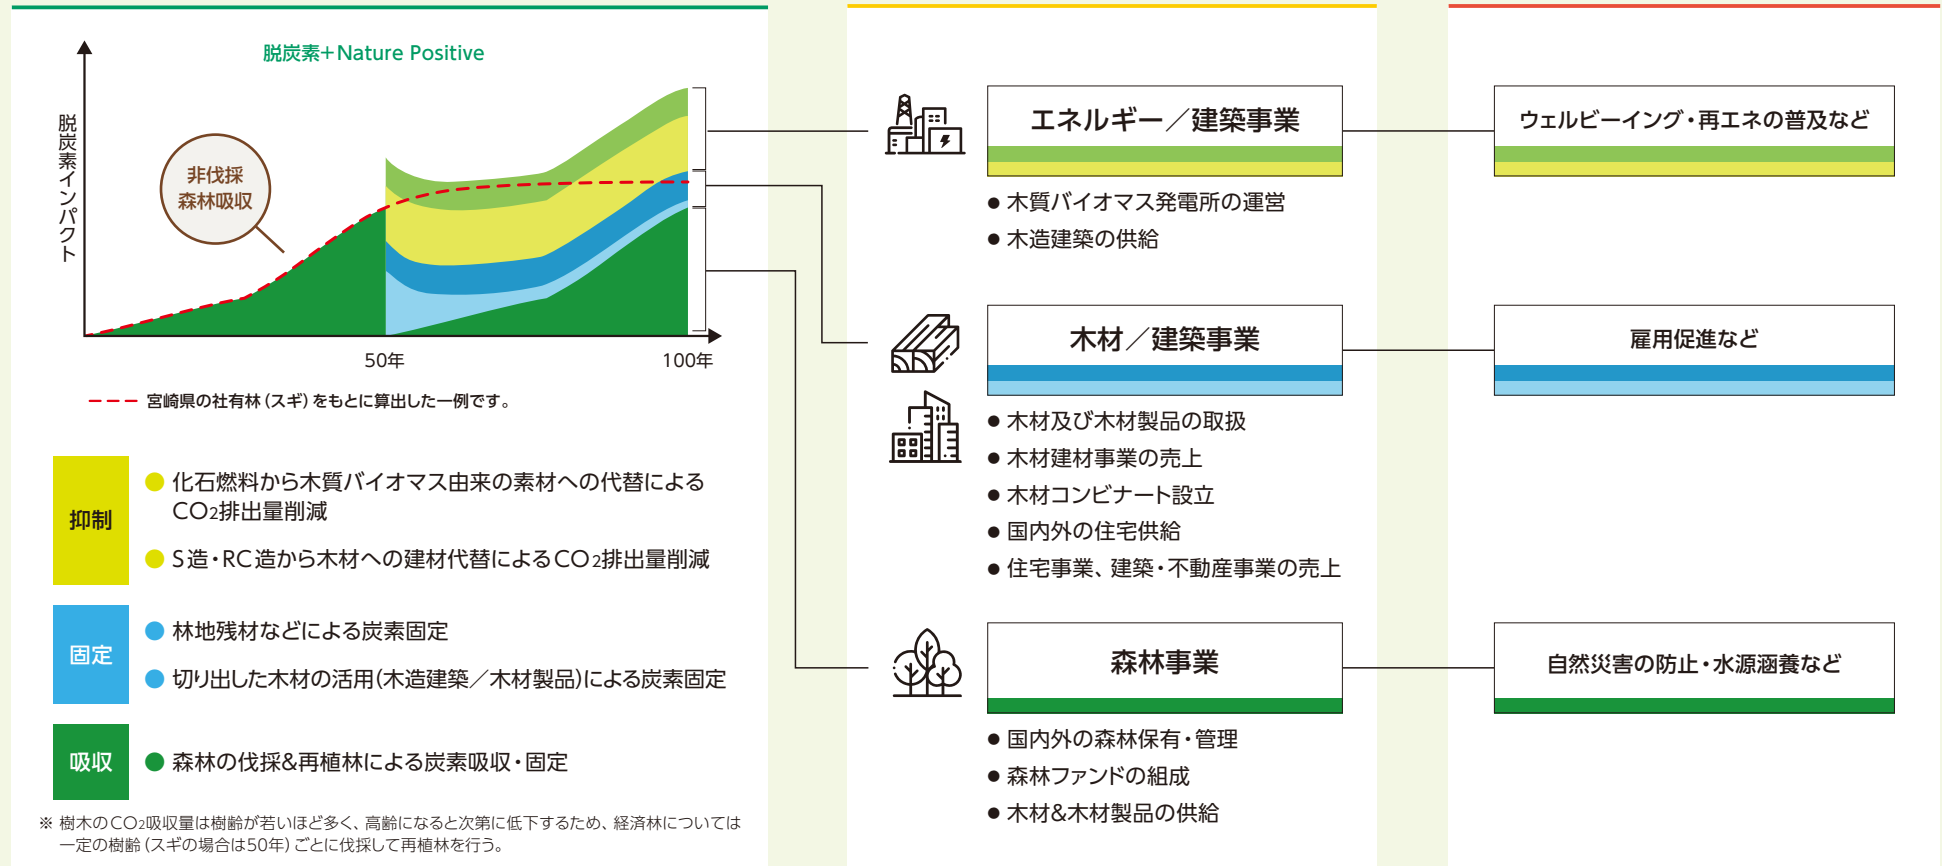 脱炭素+Nature Positive
脱炭素インパクト
非伐採
森林吸収
50年
100年
宮崎県の社有林(スギ)をもとに算出した一例です。
抑制
● 化石燃料から木質バイオマス由来の素材への代替による
CO2排出量削減
● S造・RC造から木材への建材代替によるCO2排出量削減
固定
● 林地残材などによる炭素固定
● 切り出した木材の活用(木造建築／木材製品)による炭素固定
吸収
● 森林の伐採&再植林による炭素吸収・固定
※ 樹木のCO2吸収量は樹齢が若いほど多く、高齢になると次第に低下するため、経済林については
一定の樹齢(スギの場合は50年)ごとに伐採して再植林を行う。
エネルギー／建築事業
● 木質バイオマス発電所の運営
● 木造建築の供給
木材／建築事業
● 木材及び木材製品の取扱
● 木材建材事業の売上
● 木材コンビナート設立
● 国内外の住宅供給
● 住宅事業、建築・不動産事業の売上
森林事業
● 国内外の森林保有・管理
● 森林ファンドの組成
● 木材&木材製品の供給
ウェルビーイング・再エネの普及など
雇用促進など
自然災害の防止・水源涵養など